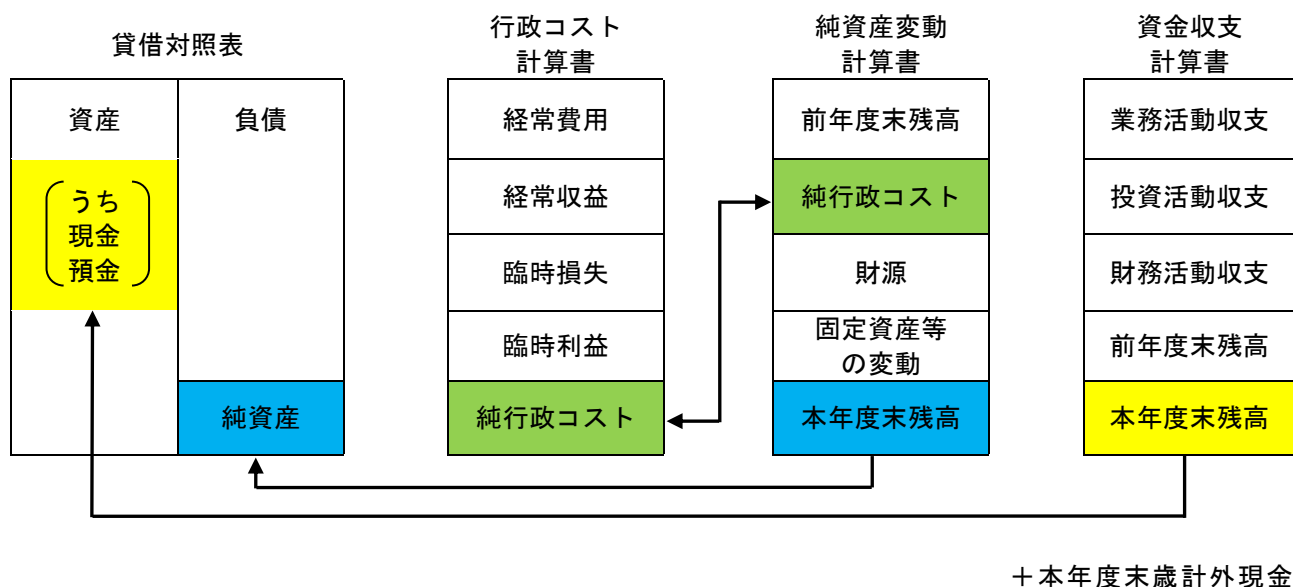 貸借対照表
資産
負債
うち
現金
預金
純資産
行政コスト
計算書
経常費用
経常収益
臨時損失
臨時利益
純行政コスト
純資産変動
計算書
前年度末残高
純行政コスト
財源
固定資産等
の変動
本年度末残高
資金収支
計算書
業務活動収支
投資活動収支
財務活動収支
前年度末残高
本年度末残高
＋本年度末歳計外現金